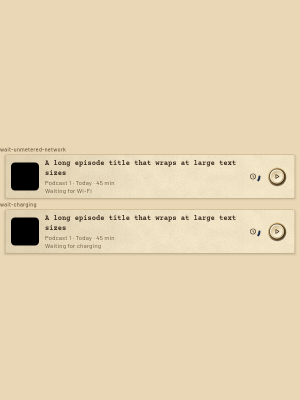 wait-unmetered-network
A long episode title that wraps at large text
sizes
Podcast 1 · Today · 45 min
Waiting for Wi-Fi
wait-charging
A long episode title that wraps at large text
sizes
Podcast 1 · Today · 45 min
Waiting for charging